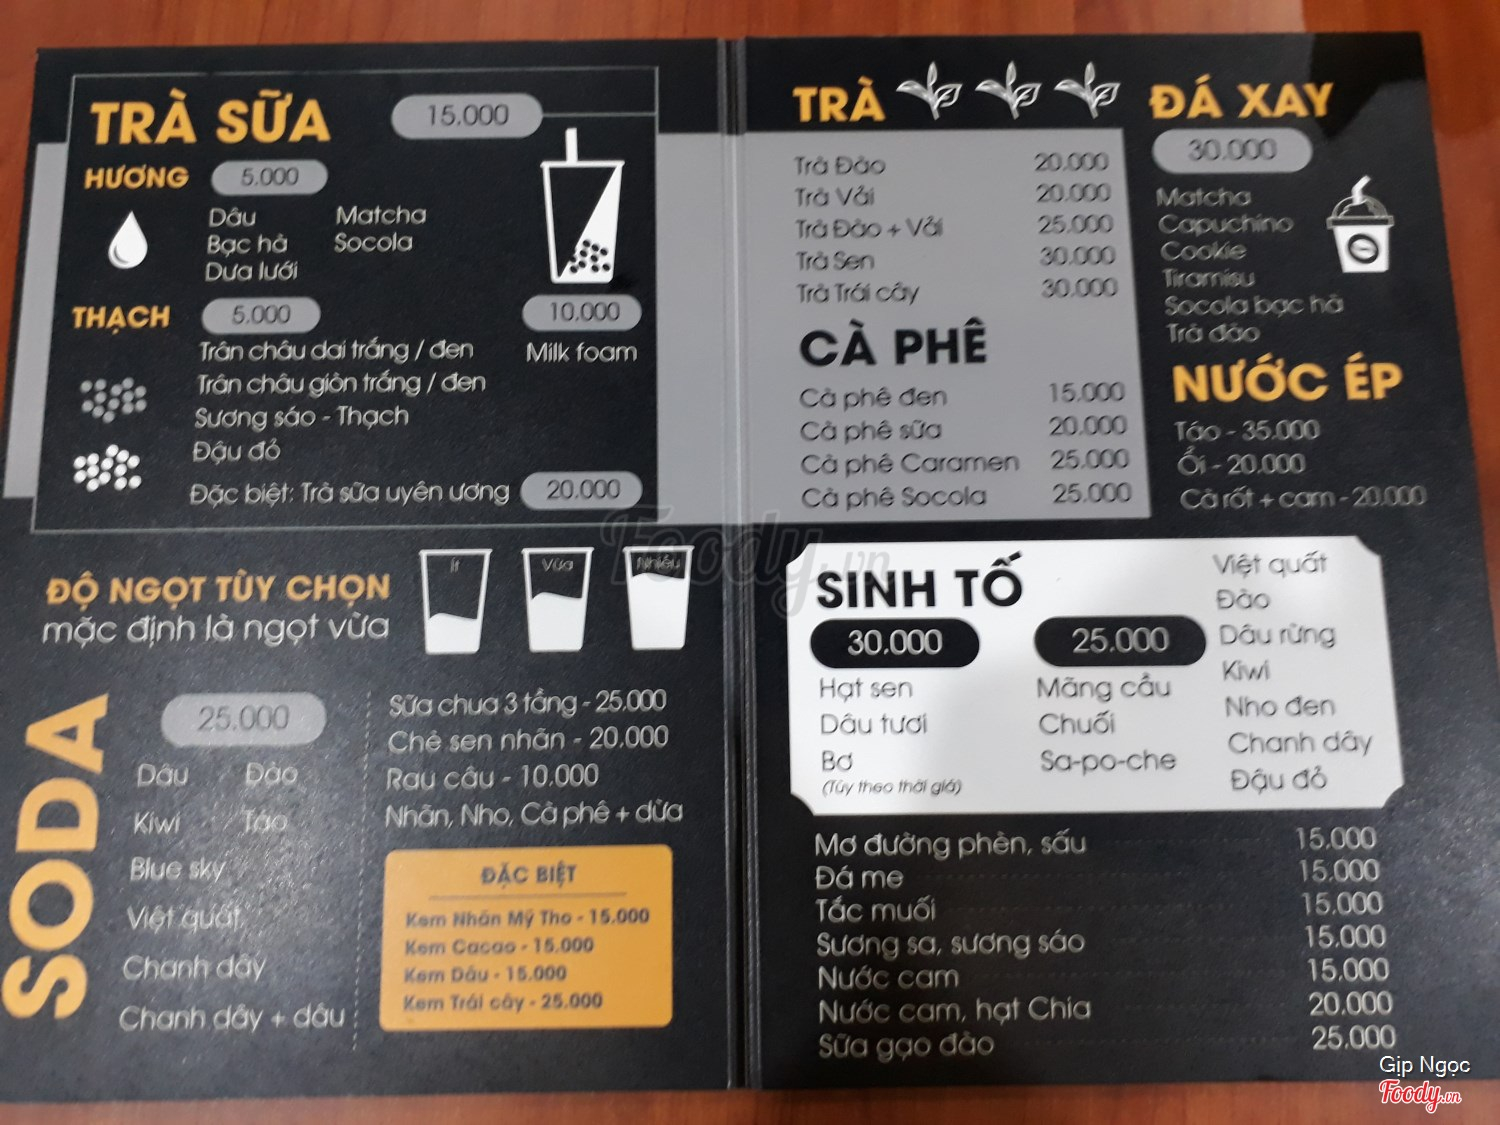 TRÀ SỮA
15.000
HƯƠNG
5.000
Dâu
Matcha
Bạc hà
Socola
Dưa lưới
THẠCH
5.000
10.000
Milk foam
Trân châu dai trắng / đen
Trân châu giòn trắng / đen
Sương sáo - Thạch
Đậu đỏ
Đặc biệt: Trà sữa uyên ương
20.000
ĐỘ NGỌT TÙY CHỌN
mặc định là ngọt vừa
Ít
Vừa
Nhiều
SODA
25.000
Dâu
Đào
Kiwi
Táo
Blue sky
Việt quất
Chanh dây
Chanh dây + dâu
Sữa chua 3 tầng - 25.000
Chè sen nhãn - 20.000
Rau câu - 10.000
Nhãn, Nho, Cà phê + dừa
ĐẶC BIỆT
Kem Nhãn Mỹ Tho - 15.000
Kem Cacao - 15.000
Kem Dâu - 15.000
Kem Trái cây - 25.000
TRÀ
Trà Đào 20.000
Trà Vải 20.000
Trà Đào + Vải 25.000
Trà Sen 30.000
Trà Trái cây 30.000
CÀ PHÊ
Cà phê đen 15.000
Cà phê sữa 20.000
Cà phê Caramen 25.000
Cà phê Socola 25.000
ĐÁ XAY
30.000
Matcha
Capuchino
Cookie
Tiramisu
Socola bạc hà
Trà đào
NƯỚC ÉP
Táo - 35.000
Ổi - 20.000
Cà rốt + cam - 20.000
SINH TỐ
30.000
Hạt sen
Dâu tươi
Bơ
(Tùy theo thời giá)
25.000
Mãng cầu
Chuối
Sa-po-che
Việt quất
Đào
Dâu rừng
Kiwi
Nho đen
Chanh dây
Đậu đỏ
Mơ đường phèn, sấu 15.000
Đá me 15.000
Tắc muối 15.000
Sương sa, sương sáo 15.000
Nước cam 15.000
Nước cam, hạt Chia 20.000
Sữa gạo đào 25.000
Foody.vn
Gịp Ngọc
Foody.vn